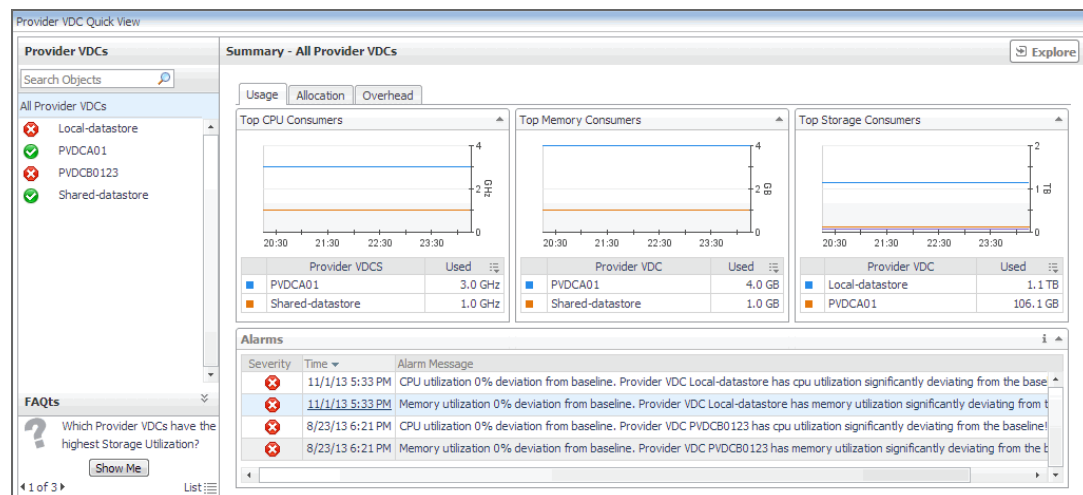 Provider VDC Quick View
Provider VDCs
Search Objects
All Provider VDCs
Local-datastore
PVDCA01
PVDCB0123
Shared-datastore
FAQts
Which Provider VDCs have the
highest Storage Utilization?
Show Me
1 of 3
List
Summary - All Provider VDCs
Explore
Usage Allocation Overhead
Top CPU Consumers
4
2
0
GHz
20:30 21:30 22:30 23:30
Provider VDCS Used
PVDCA01 3.0 GHz
Shared-datastore 1.0 GHz
Top Memory Consumers
4
2
0
GB
20:30 21:30 22:30 23:30
Provider VDC Used
PVDCA01 4.0 GB
Shared-datastore 1.0 GB
Top Storage Consumers
2
1
0
TB
20:30 21:30 22:30 23:30
Provider VDC Used
Local-datastore 1.1 TB
PVDCA01 106.1 GB
Alarms
Severity Time Alarm Message
11/1/13 5:33 PM CPU utilization 0% deviation from baseline. Provider VDC Local-datastore has cpu utilization significantly deviating from the base
11/1/13 5:33 PM Memory utilization 0% deviation from baseline. Provider VDC Local-datastore has memory utilization significantly deviating from t
8/23/13 6:21 PM CPU utilization 0% deviation from baseline. Provider VDC PVDCB0123 has cpu utilization significantly deviating from the baseline!
8/23/13 6:21 PM Memory utilization 0% deviation from baseline. Provider VDC PVDCB0123 has memory utilization significantly deviating from the b